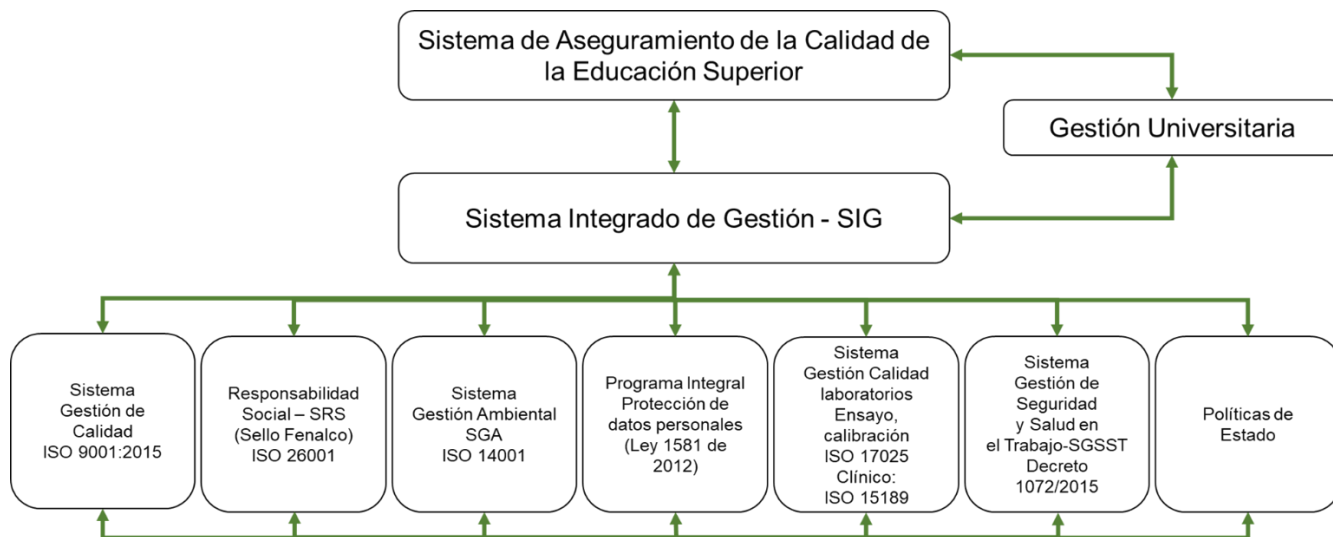 Sistema de Aseguramiento de la Calidad de
la Educación Superior
Gestión Universitaria
Sistema Integrado de Gestión - SIG
Sistema
Gestión de
Calidad
ISO 9001:2015
Responsabilidad
Social – SRS
(Sello Fenalco)
ISO 26001
Sistema
Gestión Ambiental
SGA
ISO 14001
Programa Integral
Protección de
datos personales
(Ley 1581 de
2012)
Sistema
Gestión Calidad
laboratorios
Ensayo,
calibración
ISO 17025
Clínico:
ISO 15189
Sistema
Gestión de
Seguridad
y Salud en
el Trabajo-SGSST
Decreto
1072/2015
Políticas de
Estado